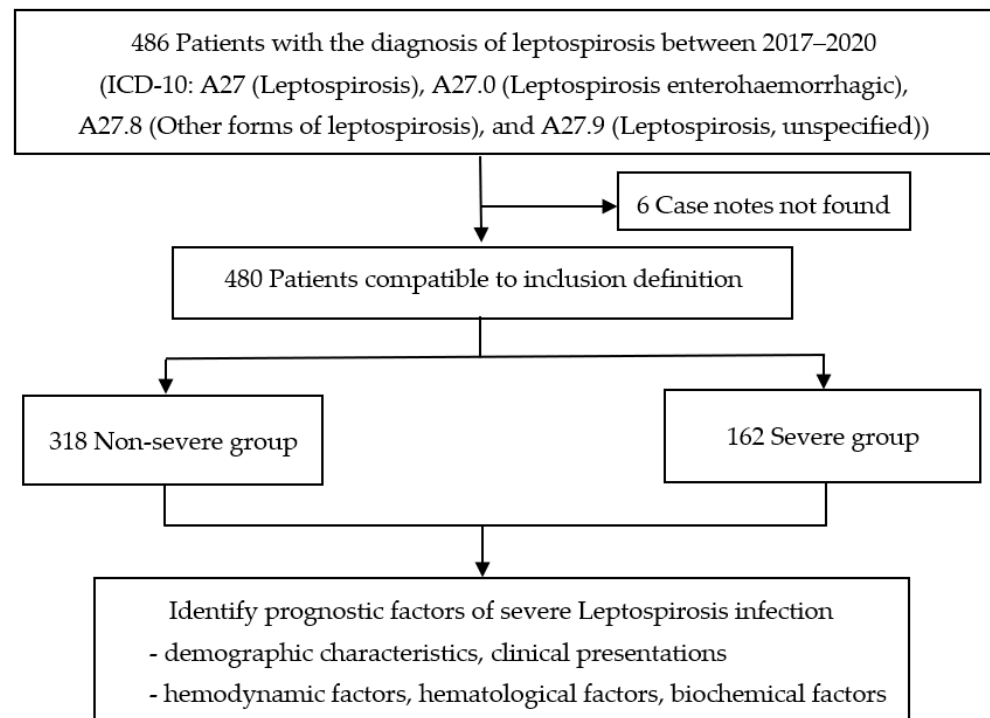 486 Patients with the diagnosis of leptospirosis between 2017–2020
(ICD-10: A27 (Leptospirosis), A27.0 (Leptospirosis enterohaemorrhagic),
A27.8 (Other forms of leptospirosis), and A27.9 (Leptospirosis, unspecified))
6 Case notes not found
480 Patients compatible to inclusion definition
318 Non-severe group
162 Severe group
Identify prognostic factors of severe Leptospirosis infection
- demographic characteristics, clinical presentations
- hemodynamic factors, hematological factors, biochemical factors